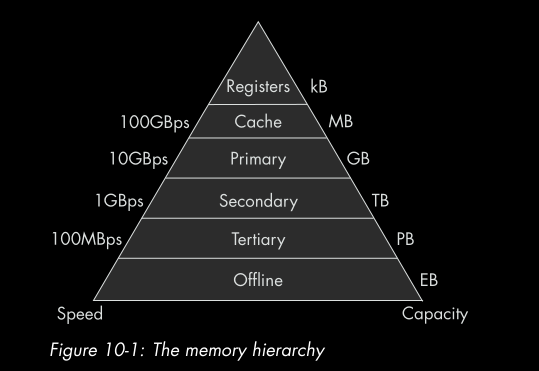 Registers kB
100GBps Cache MB
10GBps Primary GB
1GBps Secondary TB
100MBps Tertiary PB
Offline EB
Speed Capacity
Figure 10-1: The memory hierarchy